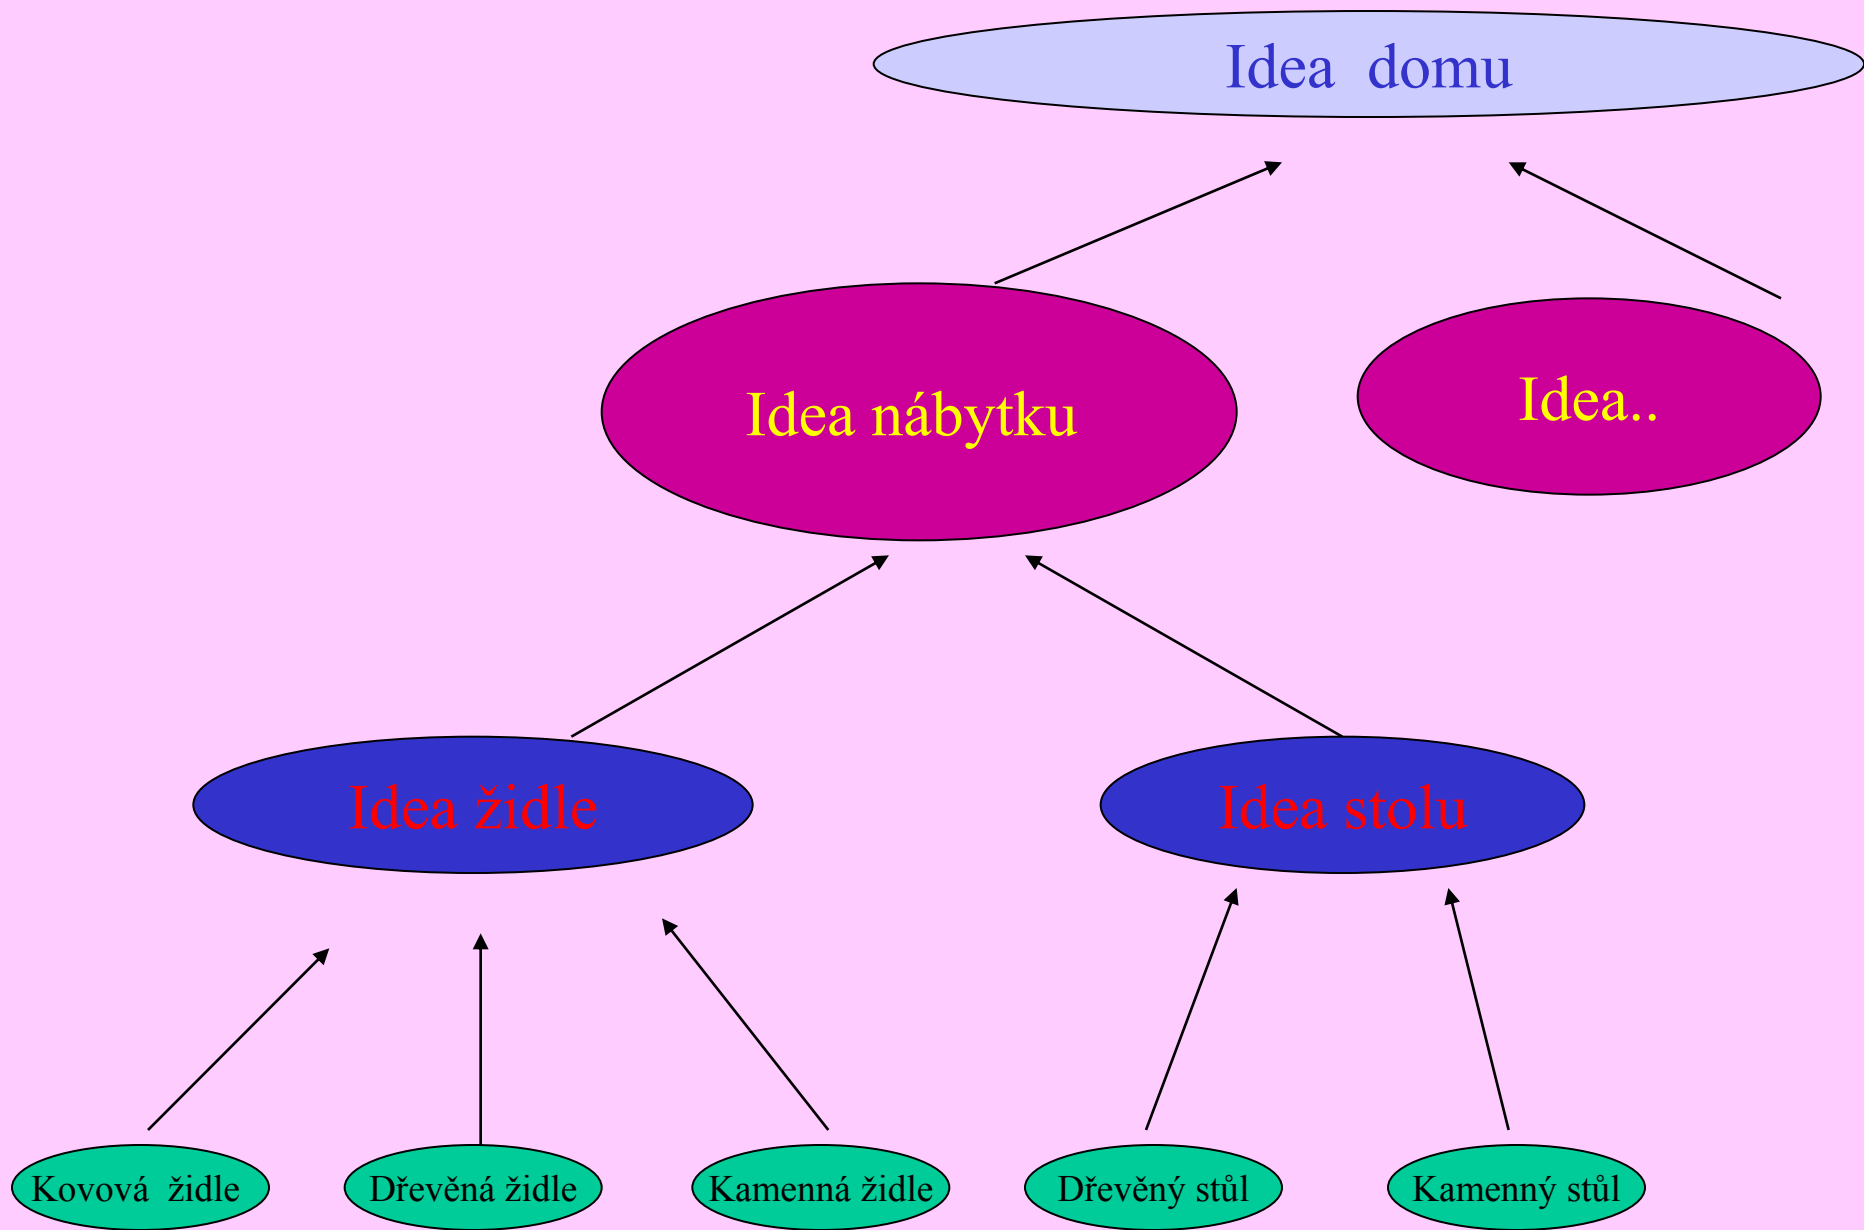 Idea  domu
Idea nábytku
Idea..
Idea židle
Idea stolu
Kovová  židle
Dřevěná židle
Kamenná židle
Dřevěný stůl
Kamenný stůl